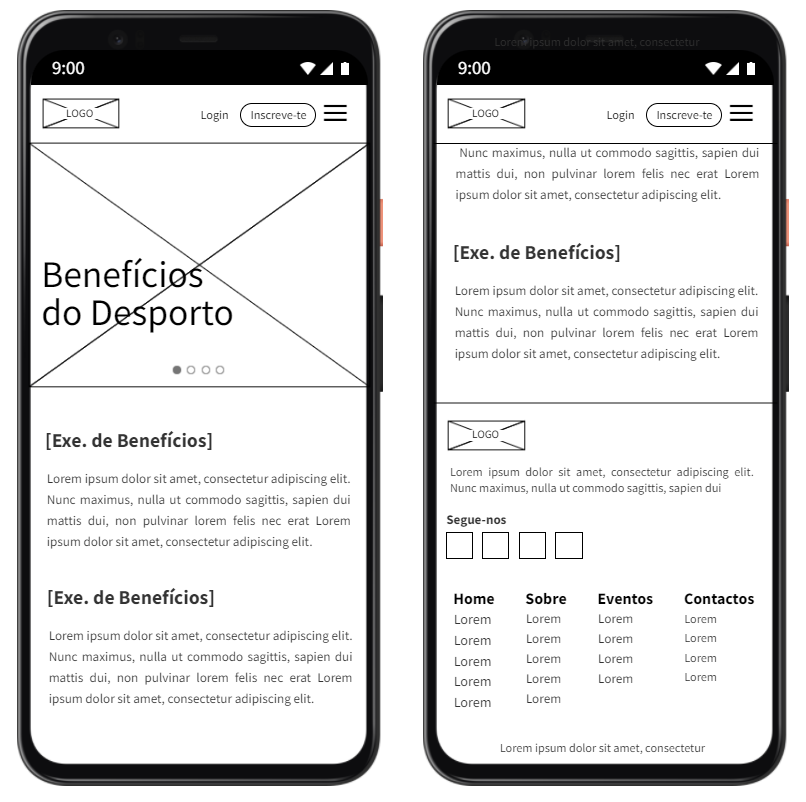 9:00
LOGO
Login
Inscreve-te
Benefícios
do Desporto
[Exe. de Benefícios]
Lorem ipsum dolor sit amet, consectetur adipiscing elit.
Nunc maximus, nulla ut commodo sagittis, sapien dui
mattis dui, non pulvinar lorem felis nec erat Lorem
ipsum dolor sit amet, consectetur adipiscing elit.
[Exe. de Benefícios]
Lorem ipsum dolor sit amet, consectetur adipiscing elit.
Nunc maximus, nulla ut commodo sagittis, sapien dui
mattis dui, non pulvinar lorem felis nec erat Lorem
ipsum dolor sit amet, consectetur adipiscing elit.
Lorem ipsum dolor sit amet, consectetur
9:00
LOGO
Login
Inscreve-te
Nunc maximus, nulla ut commodo sagittis, sapien dui
mattis dui, non pulvinar lorem felis nec erat Lorem
ipsum dolor sit amet, consectetur adipiscing elit.
[Exe. de Benefícios]
Lorem ipsum dolor sit amet, consectetur adipiscing elit.
Nunc maximus, nulla ut commodo sagittis, sapien dui
mattis dui, non pulvinar lorem felis nec erat Lorem
ipsum dolor sit amet, consectetur adipiscing elit.
LOGO
Lorem ipsum dolor sit amet, consectetur adipiscing elit.
Nunc maximus, nulla ut commodo sagittis, sapien dui
Segue-nos
Home
Lorem
Lorem
Lorem
Lorem
Lorem
Sobre
Lorem
Lorem
Lorem
Lorem
Lorem
Eventos
Lorem
Lorem
Lorem
Lorem
Contactos
Lorem
Lorem
Lorem
Lorem
Lorem ipsum dolor sit amet, consectetur